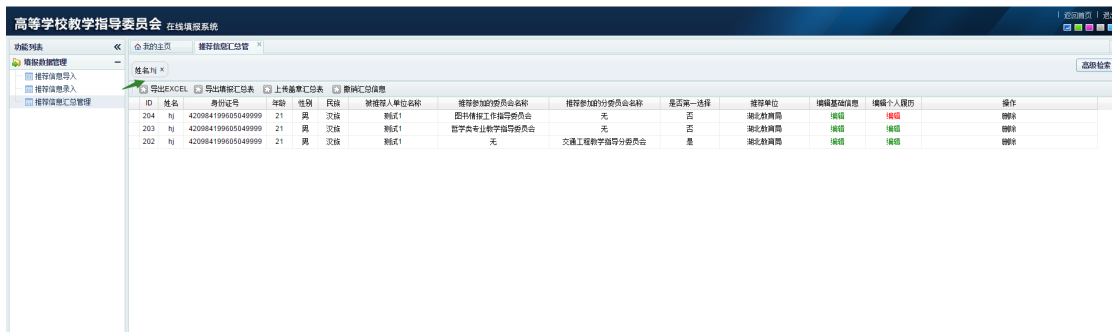 高等学校教学指导委员会 在线填报系统
返回首页
功能列表
我的主页 推荐信息汇总管 ×
填报数据管理
推荐信息导入
推荐信息录入
推荐信息汇总管理
姓名:hj ×
高级检索
导出EXCEL 导出填报汇总表 上传盖章汇总表 撤销汇总信息
ID 姓名 身份证号 年龄 性别 民族 被推荐人单位名称 推荐参加的委员会名称 推荐参加的分委员会名称 是否第一选择 推荐单位 编辑基础信息 编辑个人履历 操作
204 hj 420984199605049999 21 男 汉族 测试1 图书情报工作指导委员会 无 否 湖北教育局 编辑 编辑 删除
203 hj 420984199605049999 21 男 汉族 测试1 哲学类专业教学指导委员会 无 否 湖北教育局 编辑 编辑 删除
202 hj 420984199605049999 21 男 汉族 测试1 无 交通工程教学指导分委员会 是 湖北教育局 编辑 编辑 删除